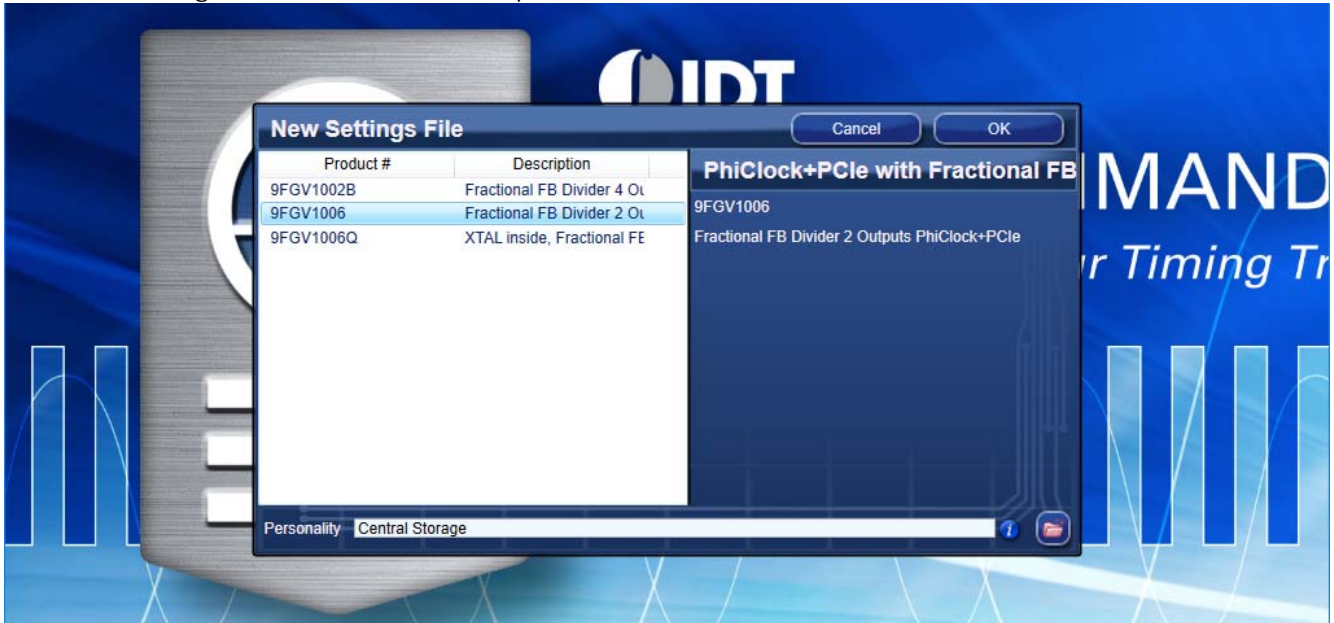 IDT
New Settings File
Cancel
OK
Product #
Description
9FGV1002B
Fractional FB Divider 4 Ou
9FGV1006
Fractional FB Divider 2 Ou
9FGV1006Q
XTAL inside, Fractional FE
PhiClock+PCIe with Fractional FB
9FGV1006
Fractional FB Divider 2 Outputs PhiClock+PCIe
MAND
r Timing Tr
Personality
Central Storage
i